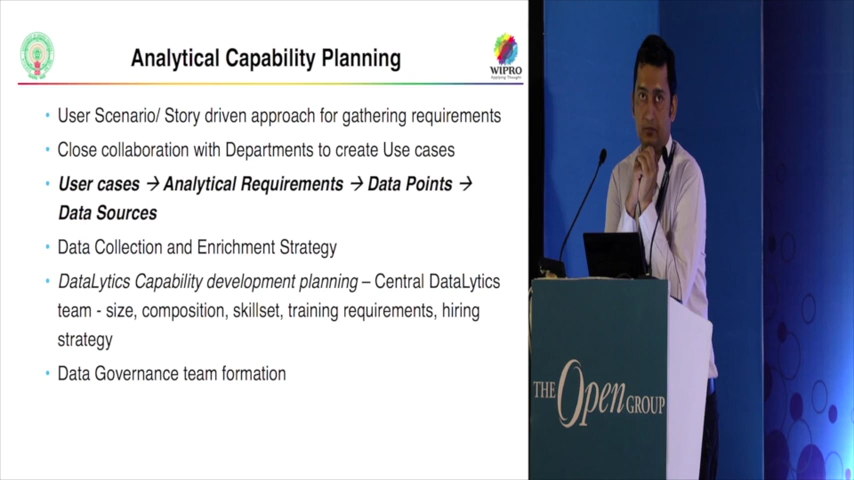 Analytical Capability Planning
WIPRO
Applying Thought
• User Scenario/ Story driven approach for gathering requirements
• Close collaboration with Departments to create Use cases
• User cases → Analytical Requirements → Data Points →
Data Sources
• Data Collection and Enrichment Strategy
• DataLytics Capability development planning – Central DataLytics
team - size, composition, skillset, training requirements, hiring
strategy
• Data Governance team formation
THE Open GROUP